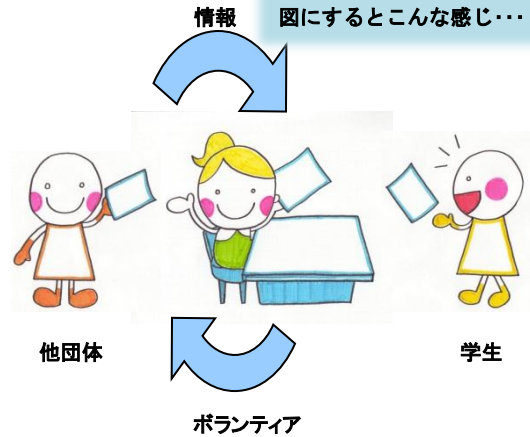 情報
図にするとこんな感じ･･･
他団体
学生
ボランティア